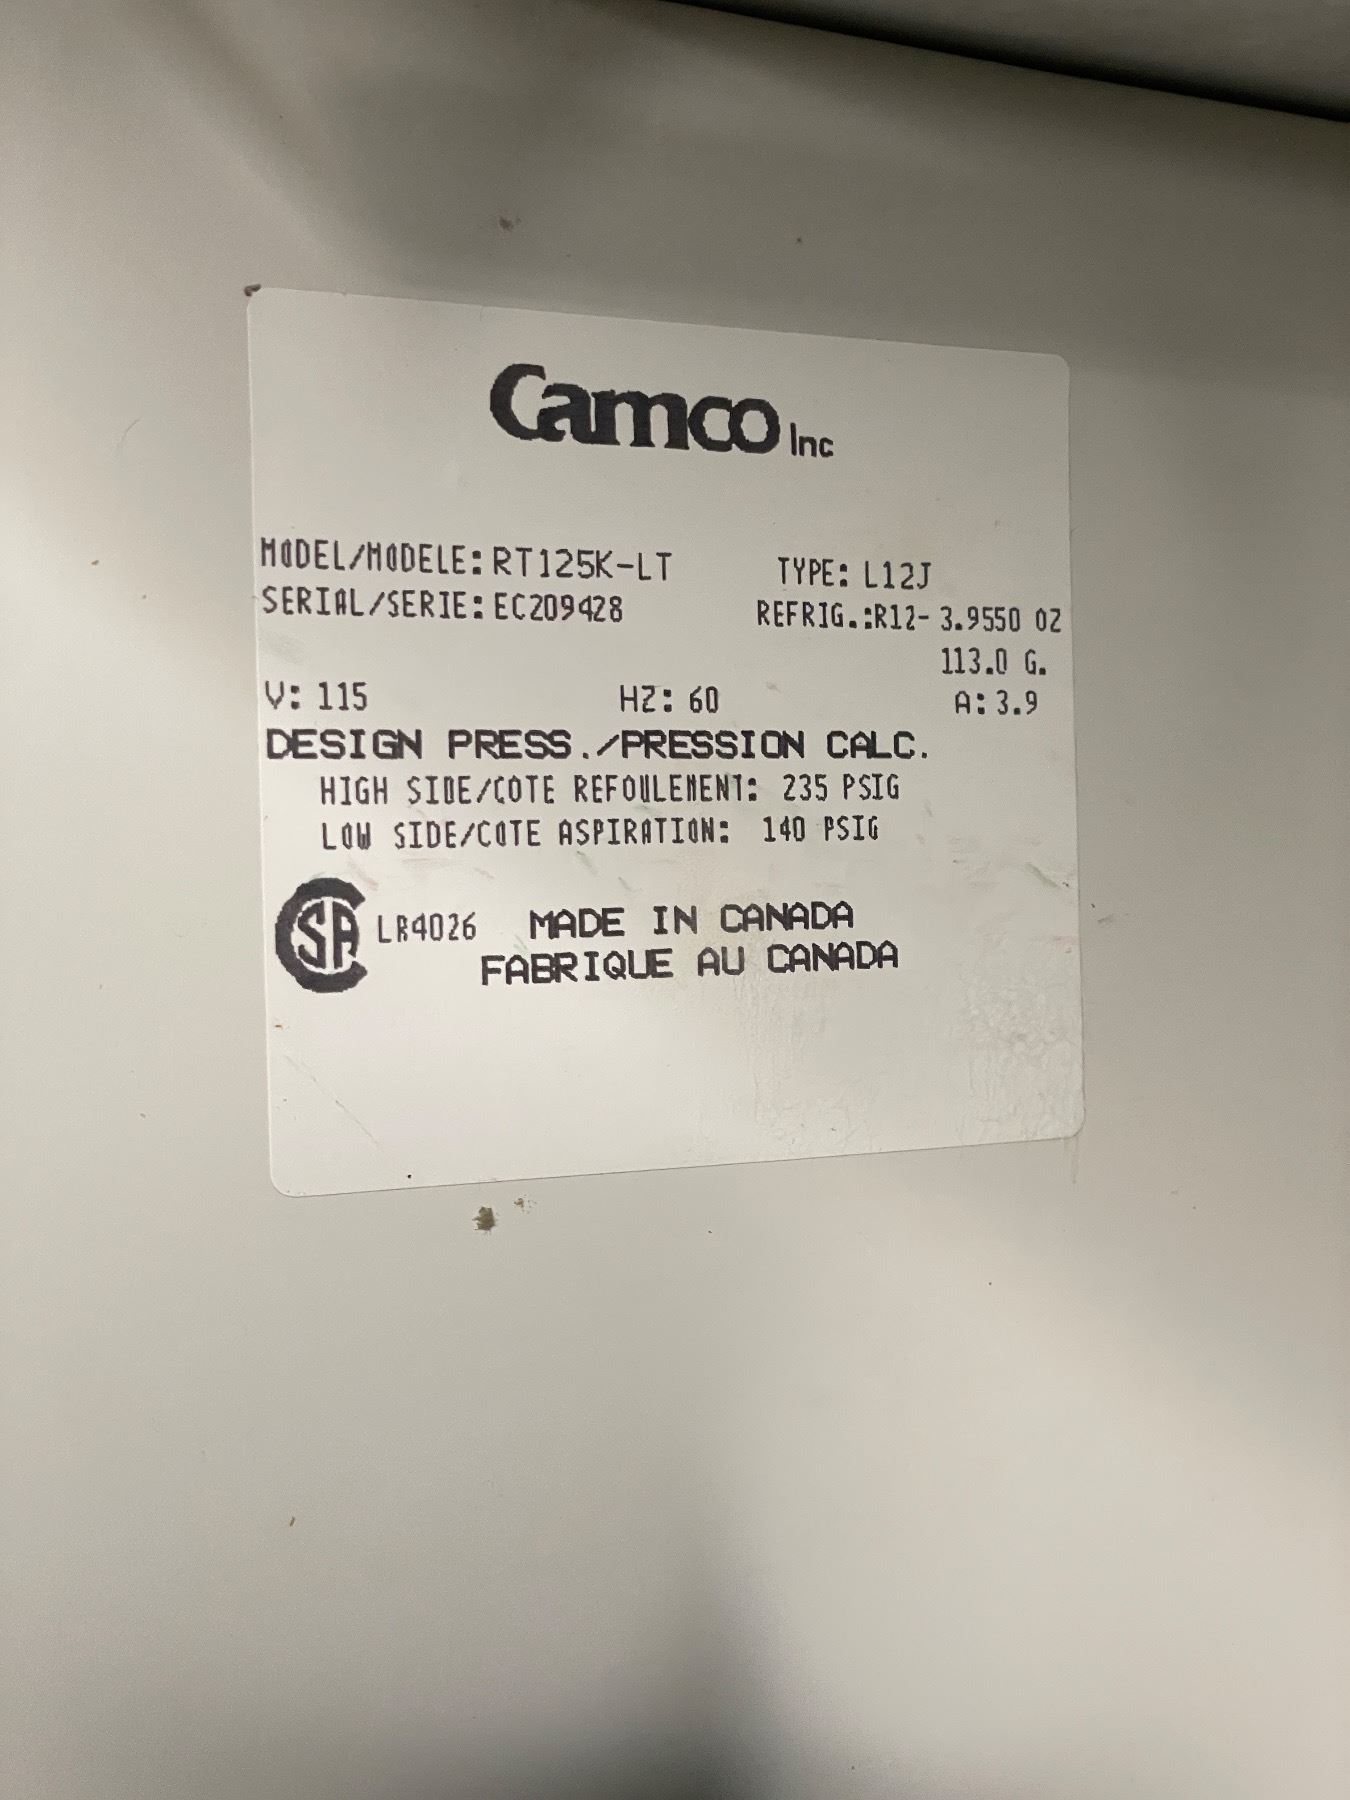 Camco Inc
MODEL/MODELE: RT125K-LT TYPE: L12J
SERIAL/SERIE: EC209428 REFRIG.:R12- 3.9550 OZ
113.0 G.
V: 115 HZ: 60 A: 3.9
DESIGN PRESS./PRESSION CALC.
HIGH SIDE/COTE REFOULEMENT: 235 PSIG
LOW SIDE/COTE ASPIRATION: 140 PSIG
CSA LR4026 MADE IN CANADA
FABRIQUE AU CANADA